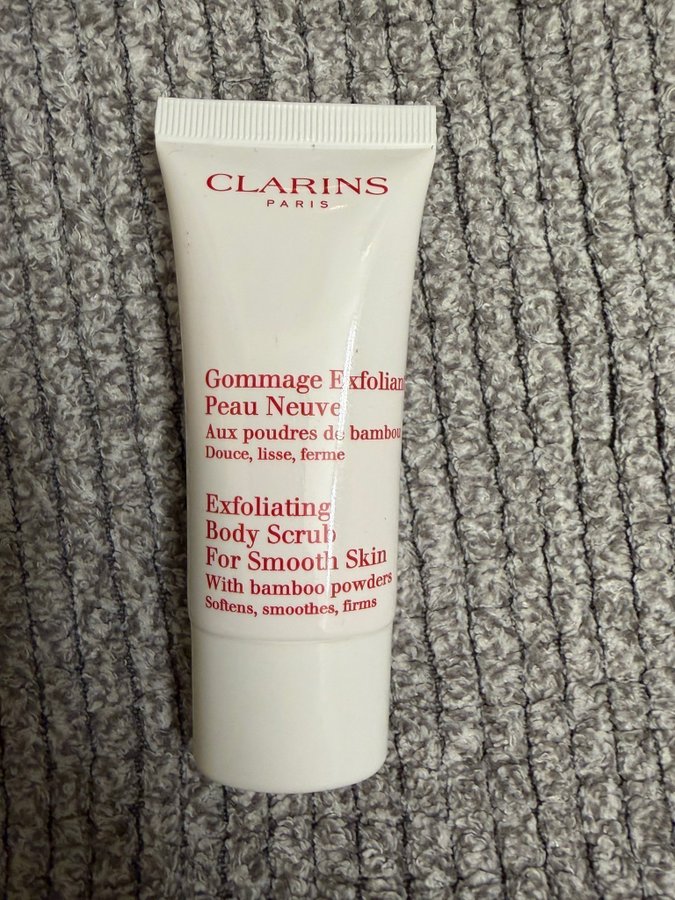 CLARINS
PARIS
Gommage Exfolian
Peau Neuve
Aux poudres de bambou
Douce, lisse, ferme
Exfoliating
Body Scrub
For Smooth Skin
With bamboo powders
Softens, smoothes, firms